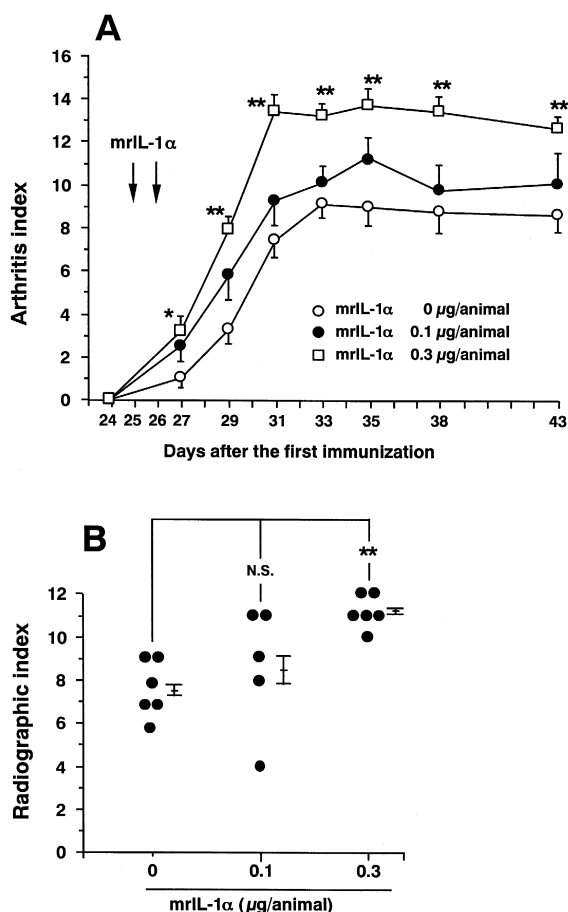 A
16
14
12
10
8
6
4
2
0
Arthritis index
mrIL-1α
*
**
**
**
**
**
**
mrIL-1α 0 µg/animal
mrIL-1α 0.1 µg/animal
mrIL-1α 0.3 µg/animal
24 25 26 27 29 31 33 35 38 43
Days after the first immunization
B
N.S.
**
12
10
8
6
4
2
0
Radiographic index
0 0.1 0.3
mrIL-1α (µg/animal)